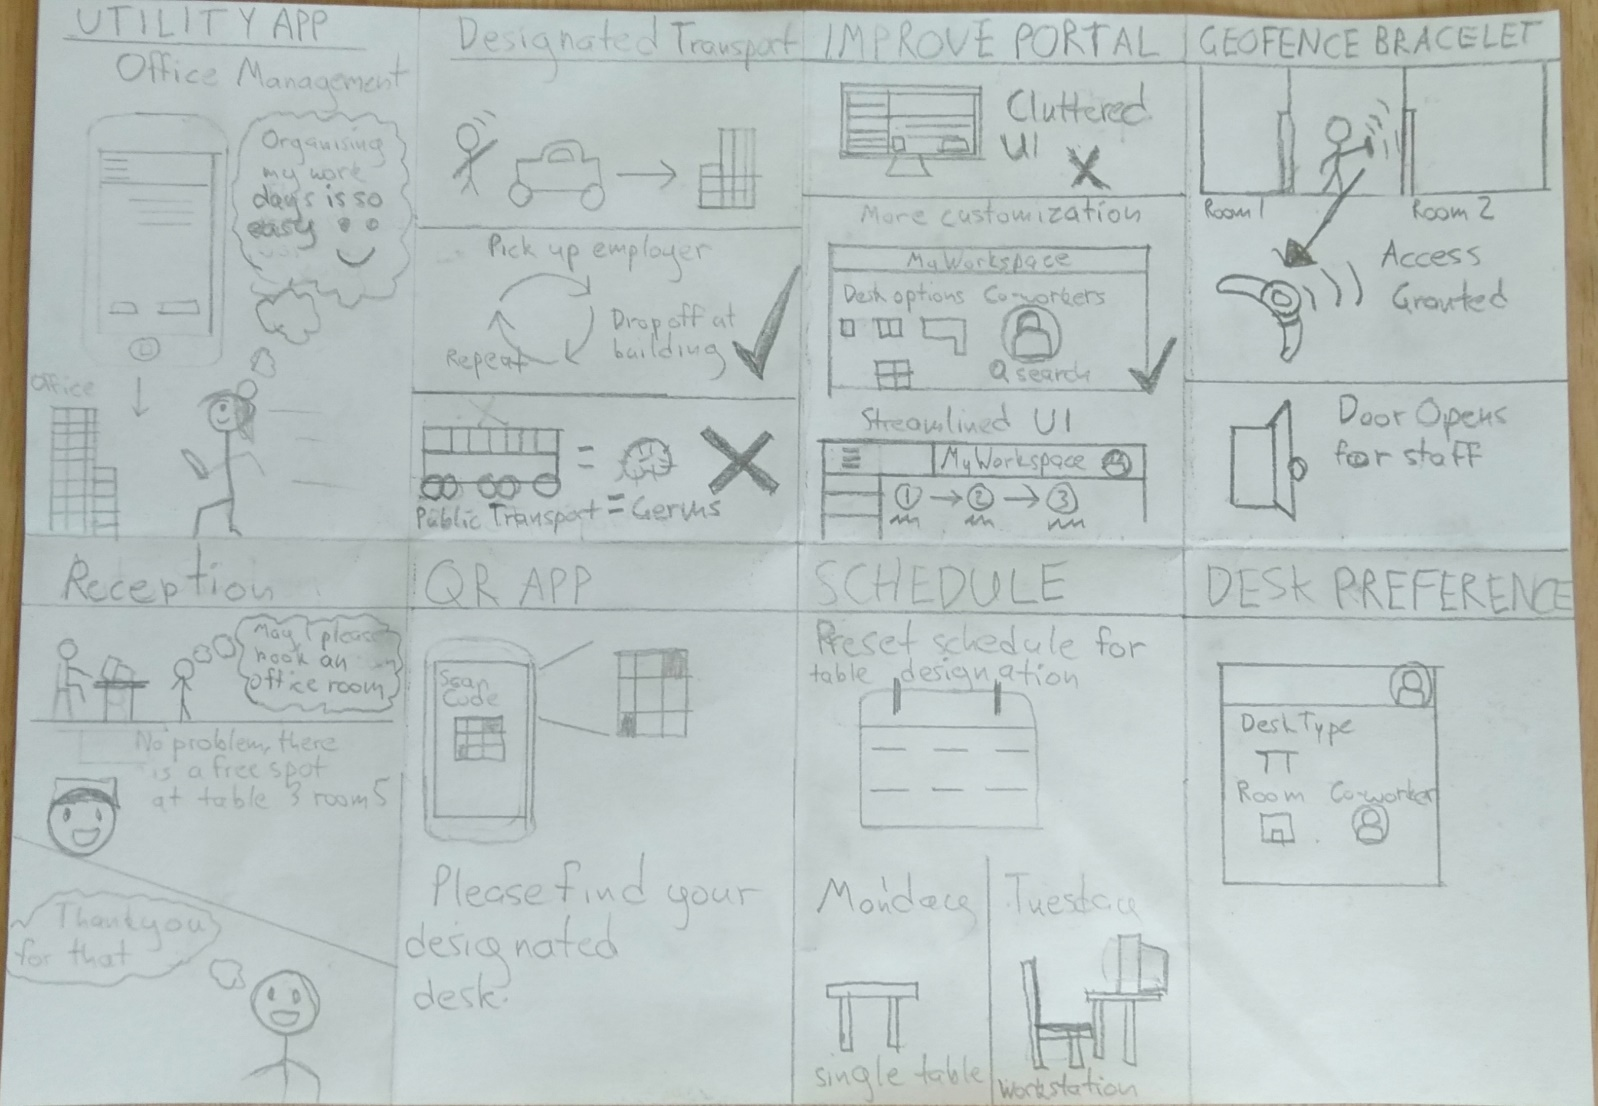 UTILITY APP
Office Management
Organising
my work
days is so
easy
Office
Designated Transport
Pick up employer
Drop off at
building
Repeat
Public Transport = Germs
IMPROVE PORTAL
Cluttered
UI
More customization
MyWorkspace
Desk options Co-workers
search
Streamlined UI
MyWorkspace
1 2 3
GEOFENCE BRACELET
Room 1
Room 2
Access
Granted
Door Opens
for staff
Reception
May I please
book an
office room
No problem, there
is a free spot
at table 3 room 5
Thankyou
for that
QR APP
Scan
Code
Please find your
designated
desk.
SCHEDULE
Preset schedule for
table designation
Monday
single table
Tuesday
workstation
DESK PREFERENCE
Desk Type
Room Co-worker